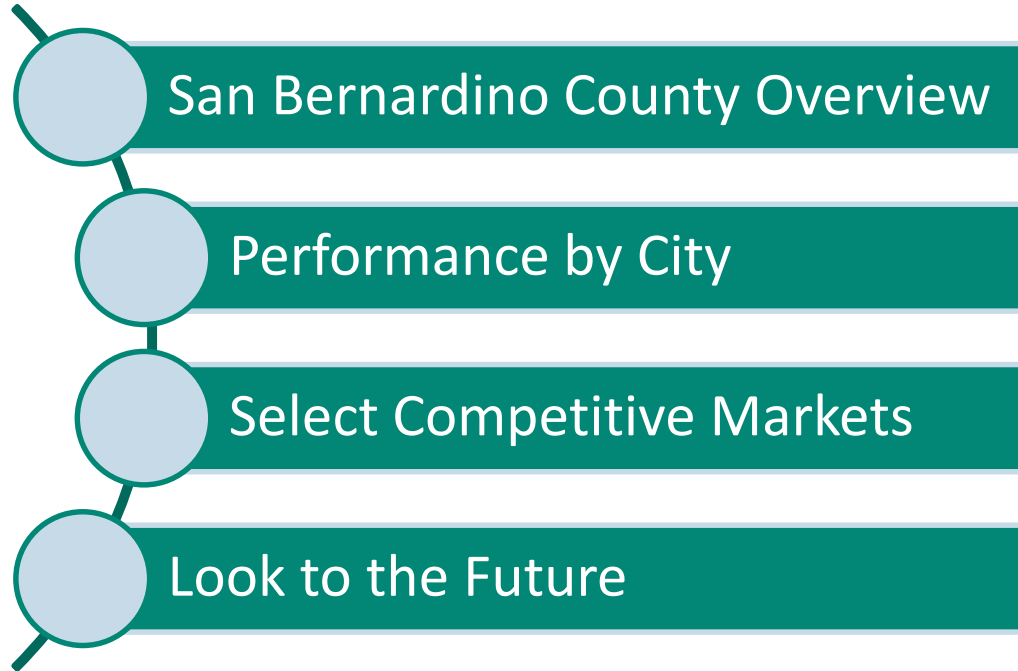 San Bernardino County Overview
Performance by City
Select Competitive Markets
Look to the Future